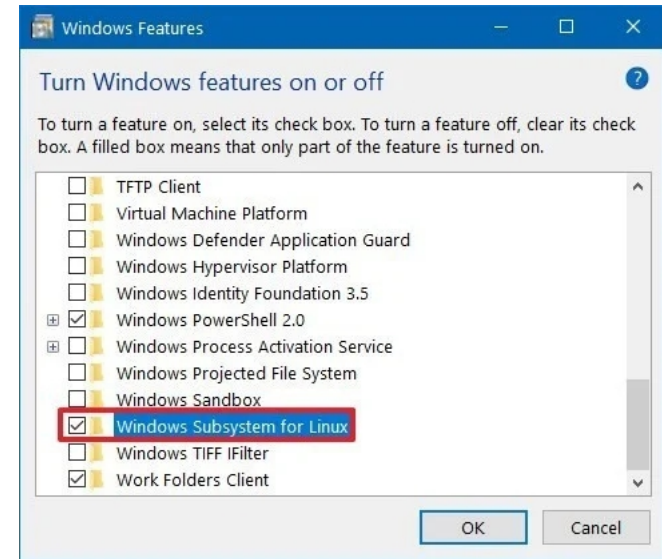 Windows Features
Turn Windows features on or off
?
To turn a feature on, select its check box. To turn a feature off, clear its check
box. A filled box means that only part of the feature is turned on.
TFTP Client
Virtual Machine Platform
Windows Defender Application Guard
Windows Hypervisor Platform
Windows Identity Foundation 3.5
Windows PowerShell 2.0
Windows Process Activation Service
Windows Projected File System
Windows Sandbox
Windows Subsystem for Linux
Windows TIFF IFilter
Work Folders Client
OK Cancel